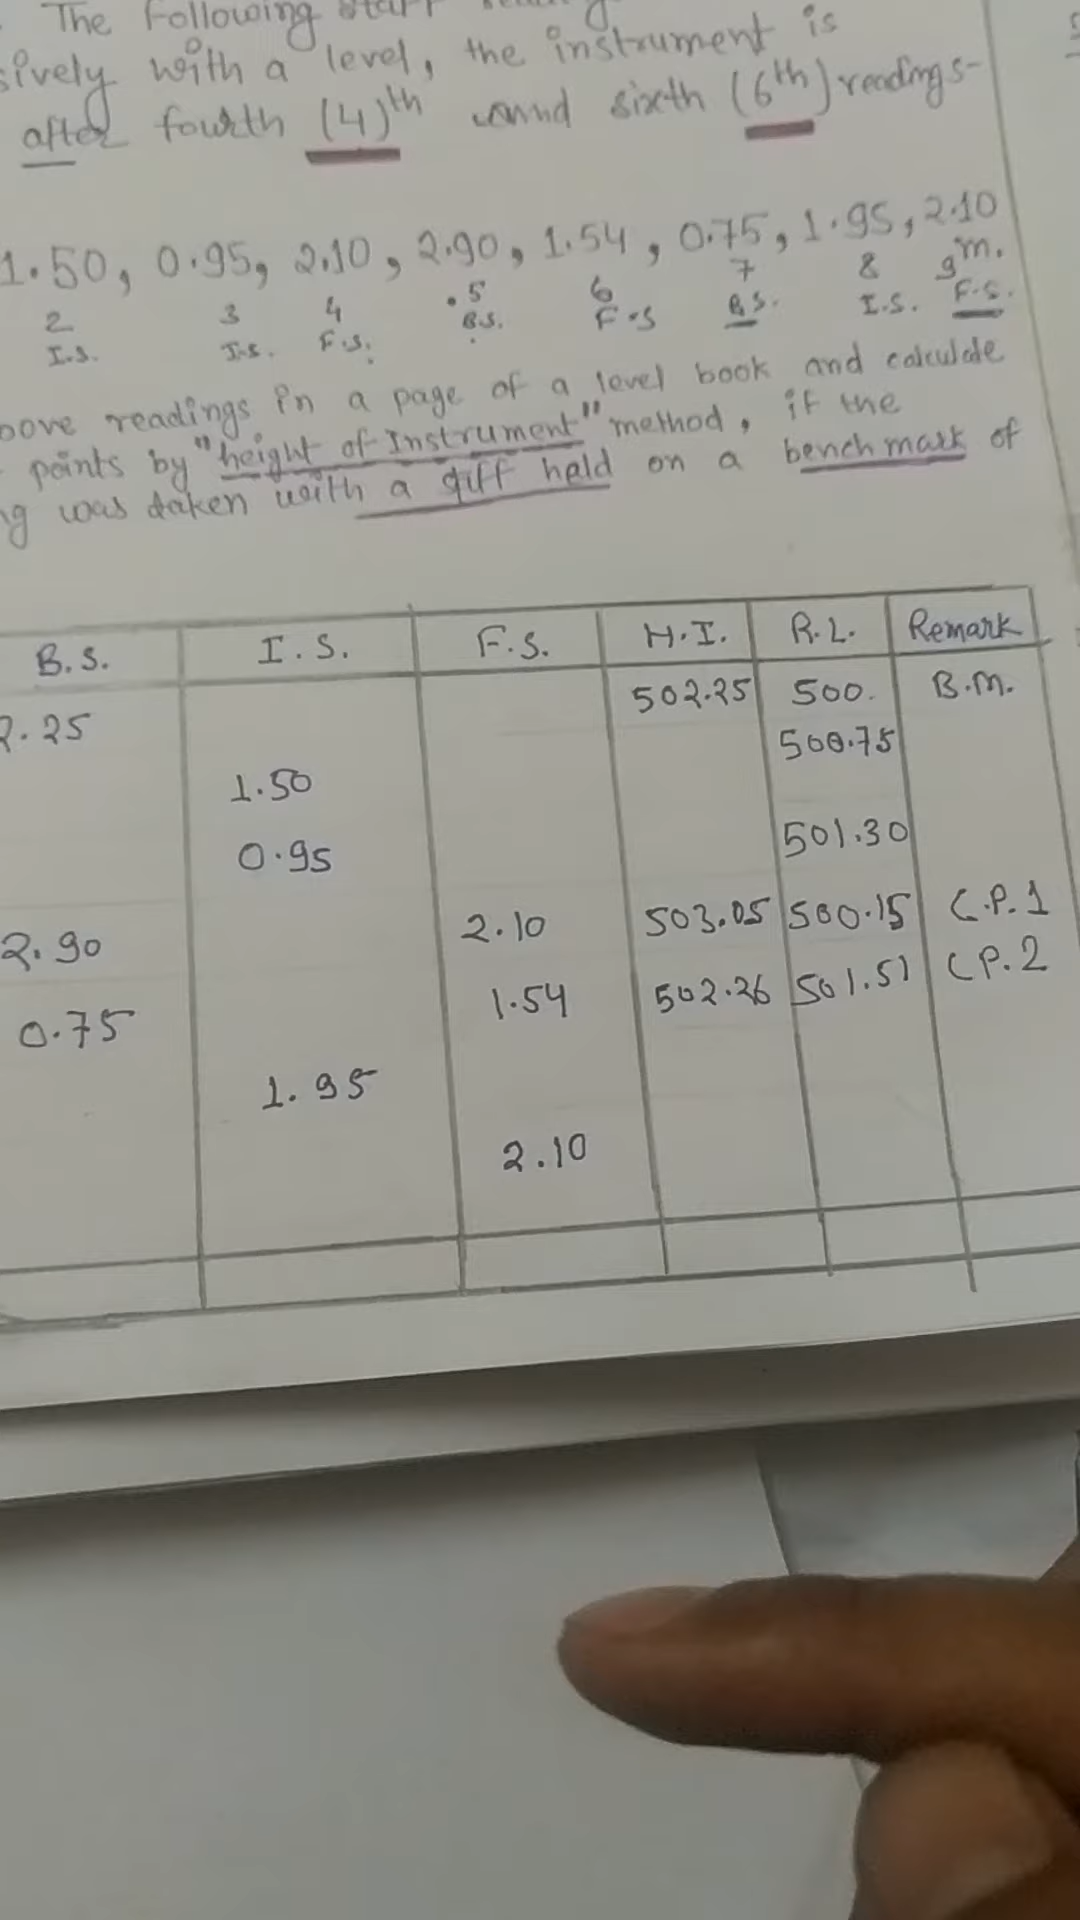 The Following staff
sively with a level, the instrument is
after fourth (4)th and sixth (6th) readings-
1.50, 0.95, 2.10, 2.90, 1.54, 0.75, 1.95, 2.10 m.
2 3 4 .5 6 7 8 9
I.S. I.S. F.S. B.S. F.S B.S. I.S. F.S.
bove readings in a page of a level book and calculate
points by "height of Instrument" method, if the
ng was taken with a held on a bench mark of
B.S. I.S. F.S. H.I. R.L. Remark
2.25 502.25 500. B.M.
1.50 500.75
0.95 501.30
2.90 2.10 503.05 500.15 C.P.1
0.75 1.54 502.26 501.51 C.P.2
1.95
2.10